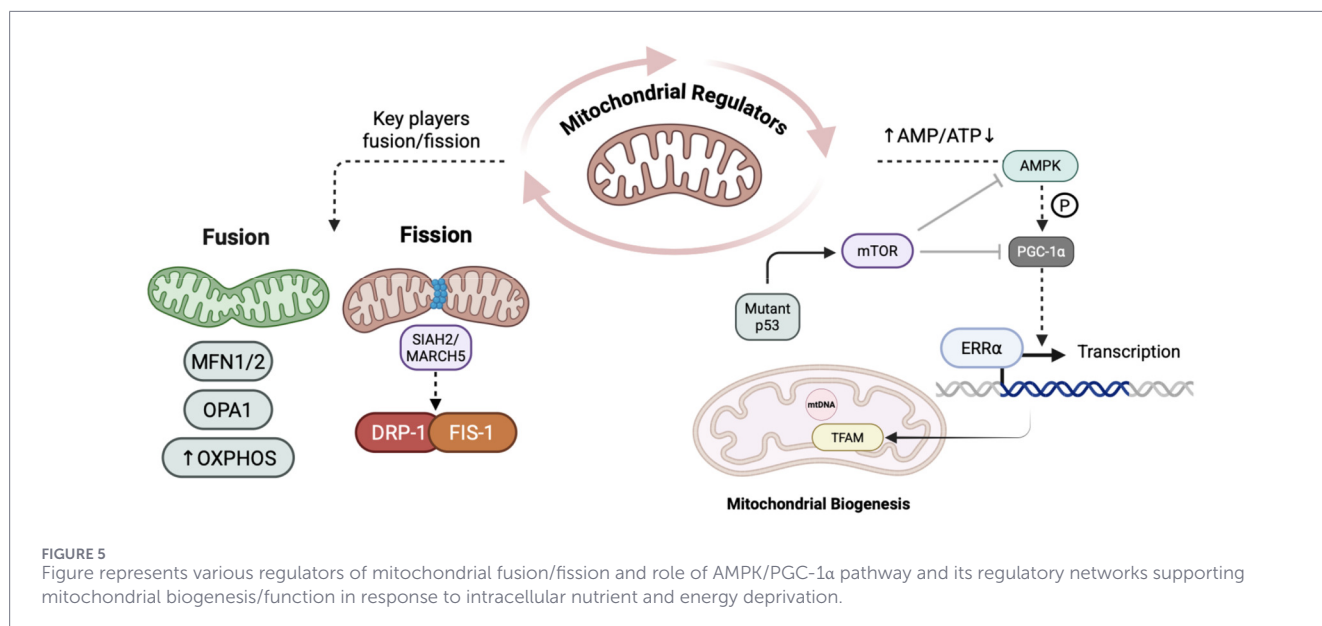 Mitochondrial Regulators
Key players
fusion/fission
↑AMP/ATP↓
AMPK
P
PGC-1α
mTOR
Mutant
p53
ERRα
Transcription
Fusion
Fission
MFN1/2
OPA1
↑OXPHOS
SIAH2/
MARCH5
DRP-1
FIS-1
mtDNA
TFAM
Mitochondrial Biogenesis
FIGURE 5
Figure represents various regulators of mitochondrial fusion/fission and role of AMPK/PGC-1α pathway and its regulatory networks supporting
mitochondrial biogenesis/function in response to intracellular nutrient and energy deprivation.